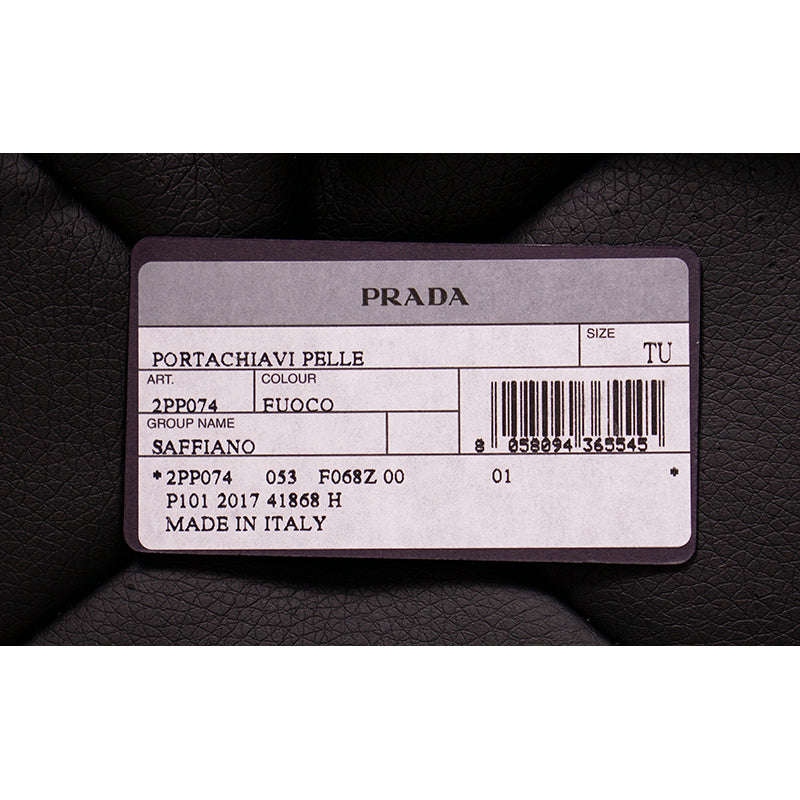 PRADA
PORTACHIAVI PELLE
SIZE
TU
ART.
2PP074
COLOUR
FUOCO
GROUP NAME
SAFFIANO
8 058094 365545
*2PP074 053 F068Z 00 01 *
P101 2017 41868 H
MADE IN ITALY